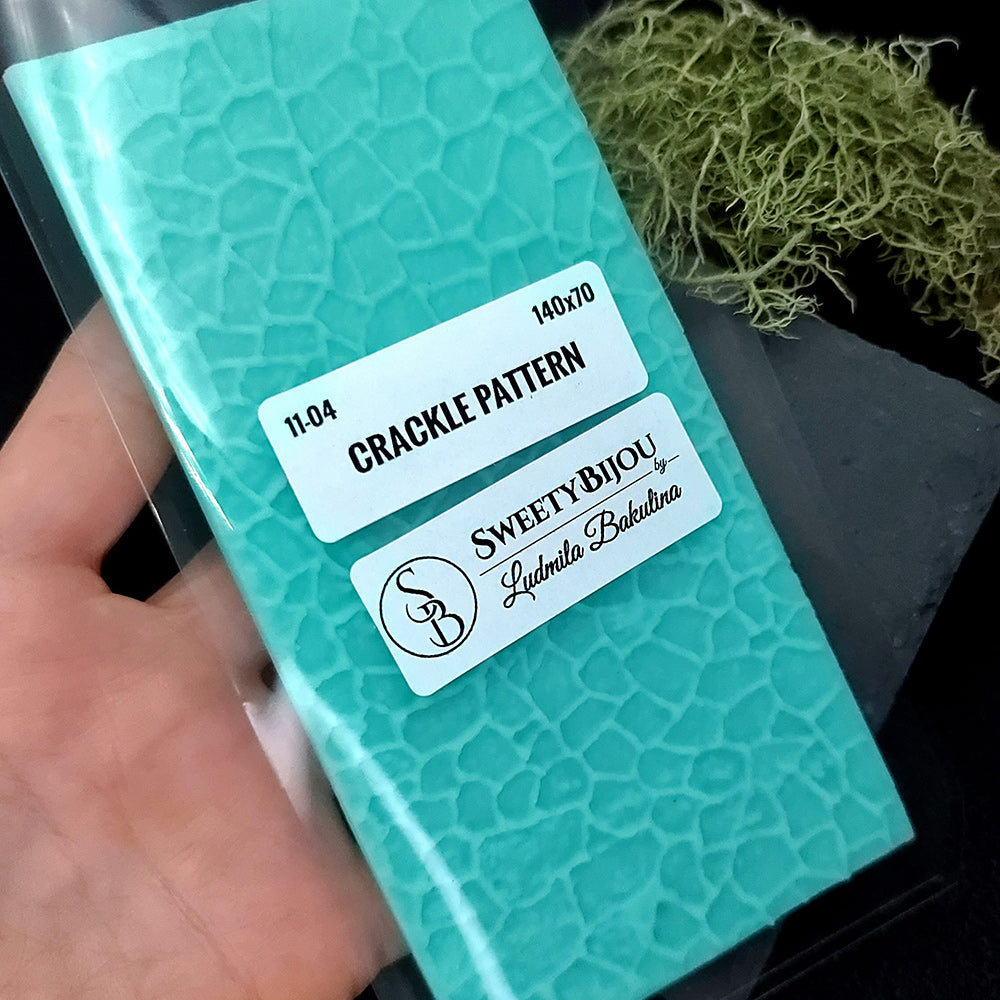 140x70
11-04
CRACKLE PATTERN
SWEETYBIJOU
by
Ludmila Bakulina
SB